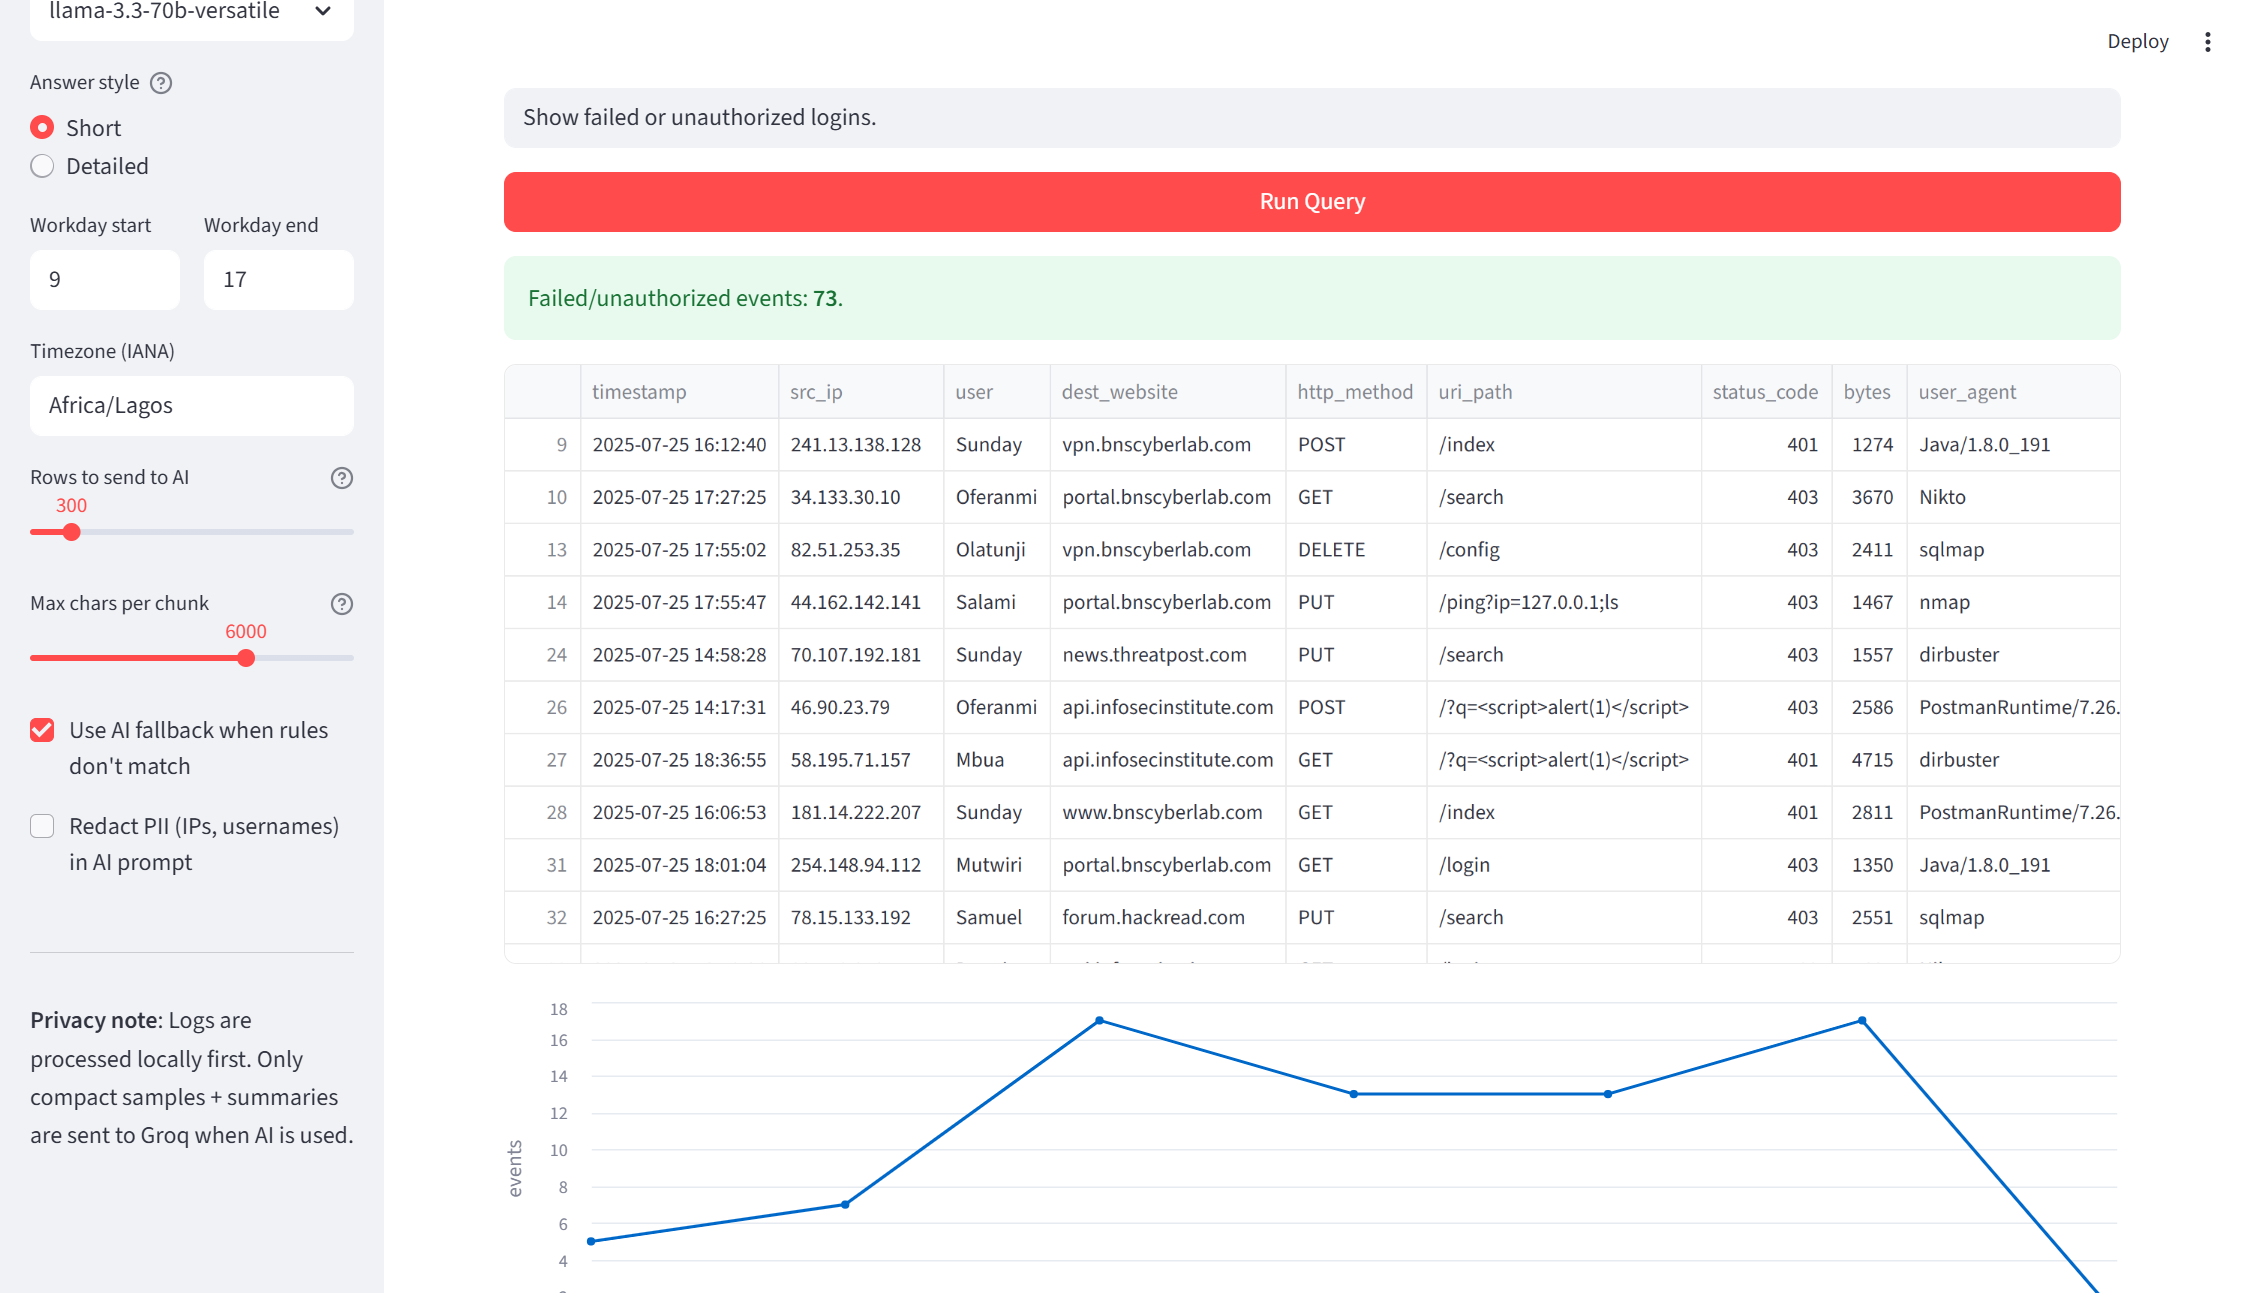 llama-3.3-70b-versatile
Answer style
Short
Detailed
Workday start Workday end
9 17
Timezone (IANA)
Africa/Lagos
Rows to send to AI
300
Max chars per chunk
6000
Use AI fallback when rules
don't match
Redact PII (IPs, usernames)
in AI prompt
Privacy note: Logs are
processed locally first. Only
compact samples + summaries
are sent to Groq when AI is used.
Deploy
Show failed or unauthorized logins.
Run Query
Failed/unauthorized events: 73.
timestamp src_ip user dest_website http_method uri_path status_code bytes user_agent
9 2025-07-25 16:12:40 241.13.138.128 Sunday vpn.bnscyberlab.com POST /index 401 1274 Java/1.8.0_191
10 2025-07-25 17:27:25 34.133.30.10 Oferanmi portal.bnscyberlab.com GET /search 403 3670 Nikto
13 2025-07-25 17:55:02 82.51.253.35 Olatunji vpn.bnscyberlab.com DELETE /config 403 2411 sqlmap
14 2025-07-25 17:55:47 44.162.142.141 Salami portal.bnscyberlab.com PUT /ping?ip=127.0.0.1;ls 403 1467 nmap
24 2025-07-25 14:58:28 70.107.192.181 Sunday news.threatpost.com PUT /search 403 1557 dirbuster
26 2025-07-25 14:17:31 46.90.23.79 Oferanmi api.infosecinstitute.com POST /?q=<script>alert(1)</script> 403 2586 PostmanRuntime/7.26.
27 2025-07-25 18:36:55 58.195.71.157 Mbua api.infosecinstitute.com GET /?q=<script>alert(1)</script> 401 4715 dirbuster
28 2025-07-25 16:06:53 181.14.222.207 Sunday www.bnscyberlab.com GET /index 401 2811 PostmanRuntime/7.26.
31 2025-07-25 18:01:04 254.148.94.112 Mutwiri portal.bnscyberlab.com GET /login 403 1350 Java/1.8.0_191
32 2025-07-25 16:27:25 78.15.133.192 Samuel forum.hackread.com PUT /search 403 2551 sqlmap
18
16
14
12
10
8
6
4
events